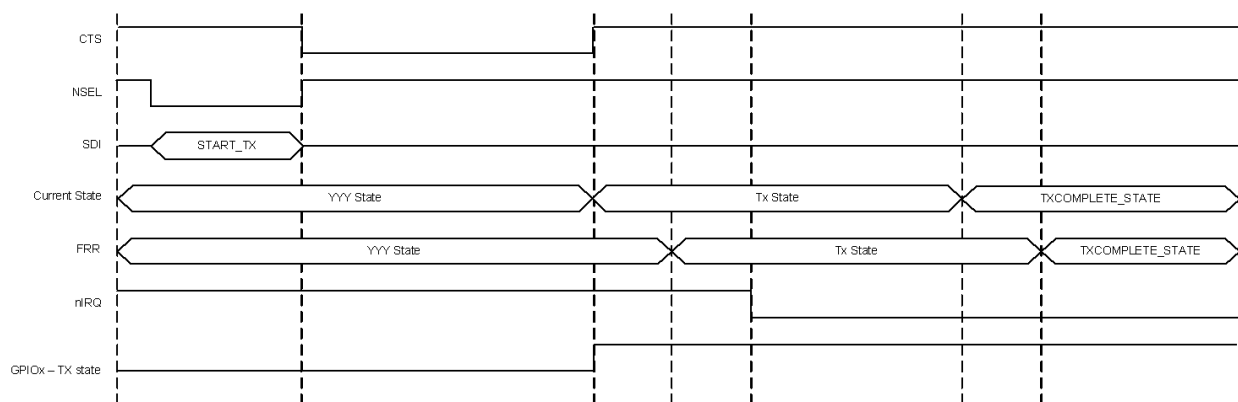 CTS
NSEL
SDI
START_TX
Current State
YYY State
Tx State
TXCOMPLETE_STATE
FRR
YYY State
Tx State
TXCOMPLETE_STATE
nIRQ
GPIOx – TX state